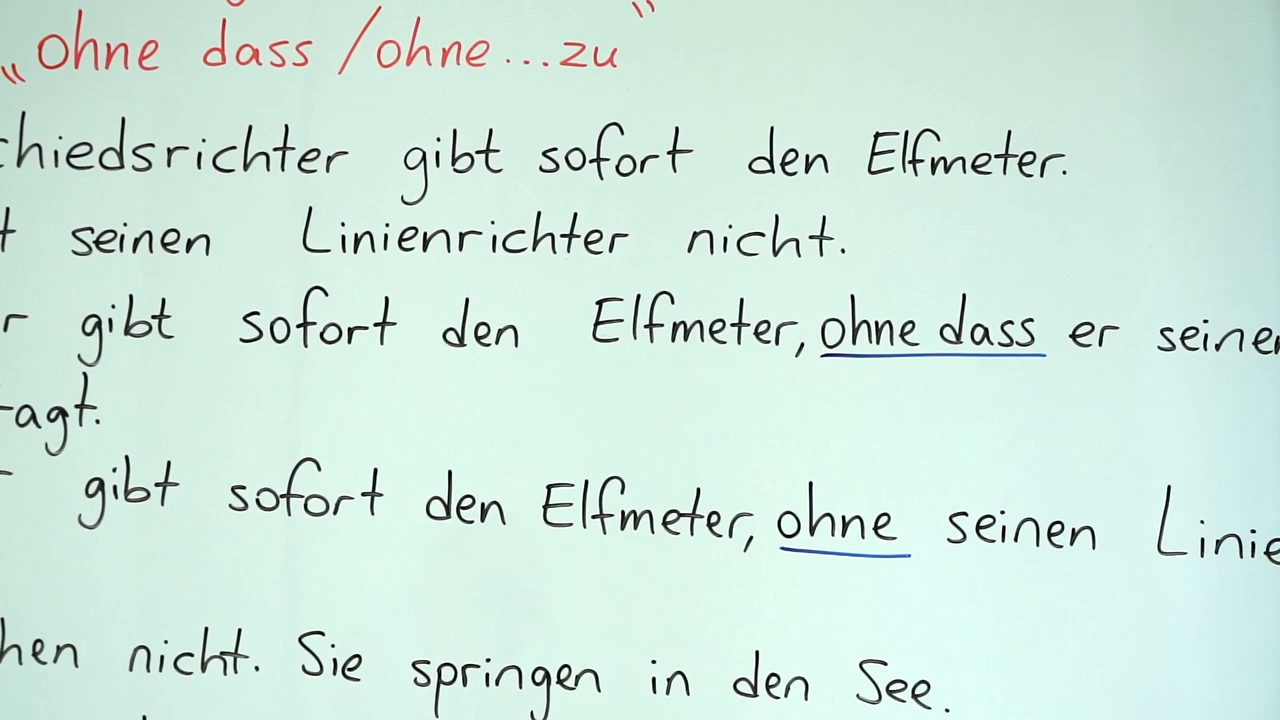 „ohne dass / ohne...zu"
chiedsrichter gibt sofort den Elfmeter.
t seinen Linienrichter nicht.
r gibt sofort den Elfmeter, ohne dass er seinen
ragt.
r gibt sofort den Elfmeter, ohne seinen Linie
hen nicht. Sie springen in den See.